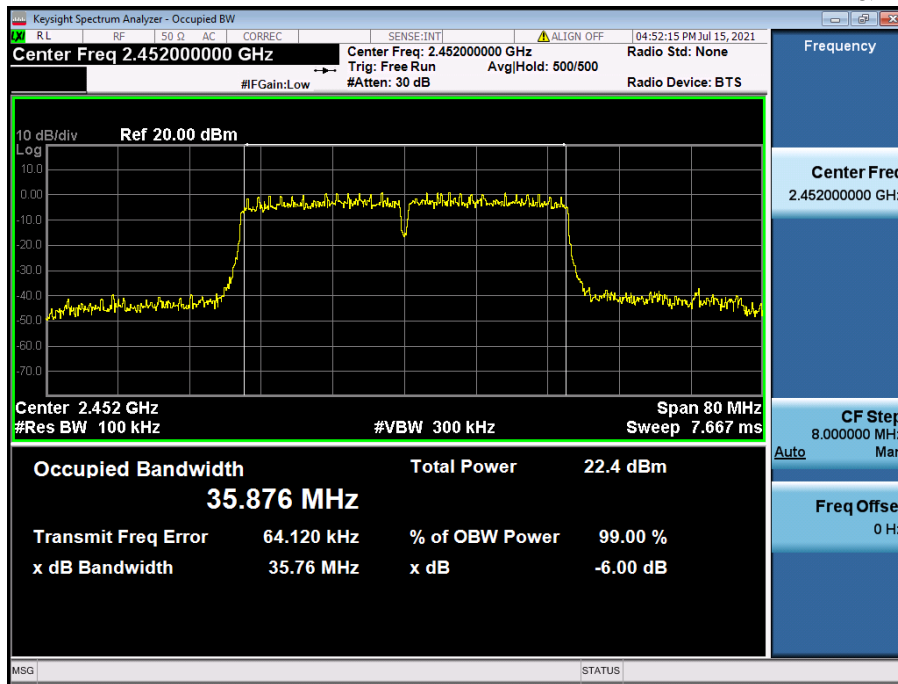 Keysight Spectrum Analyzer - Occupied BW
LXI RL RF 50 Ω AC CORREC SENSE:INT ALIGN OFF 04:52:15 PM Jul 15, 2021
Center Freq 2.452000000 GHz Center Freq: 2.452000000 GHz Radio Std: None
Trig: Free Run Avg|Hold: 500/500
#IFGain:Low #Atten: 30 dB Radio Device: BTS
Frequency
10 dB/div Ref 20.00 dBm
Log
10.0
0.00
-10.0
-20.0
-30.0
-40.0
-50.0
-60.0
-70.0
Center 2.452 GHz Span 80 MHz
#Res BW 100 kHz #VBW 300 kHz Sweep 7.667 ms
Occupied Bandwidth Total Power 22.4 dBm
35.876 MHz
Transmit Freq Error 64.120 kHz % of OBW Power 99.00 %
x dB Bandwidth 35.76 MHz x dB -6.00 dB
Center Freq
2.452000000 GH
CF Step
8.000000 MH
Auto Man
Freq Offse
0 H
MSG STATUS